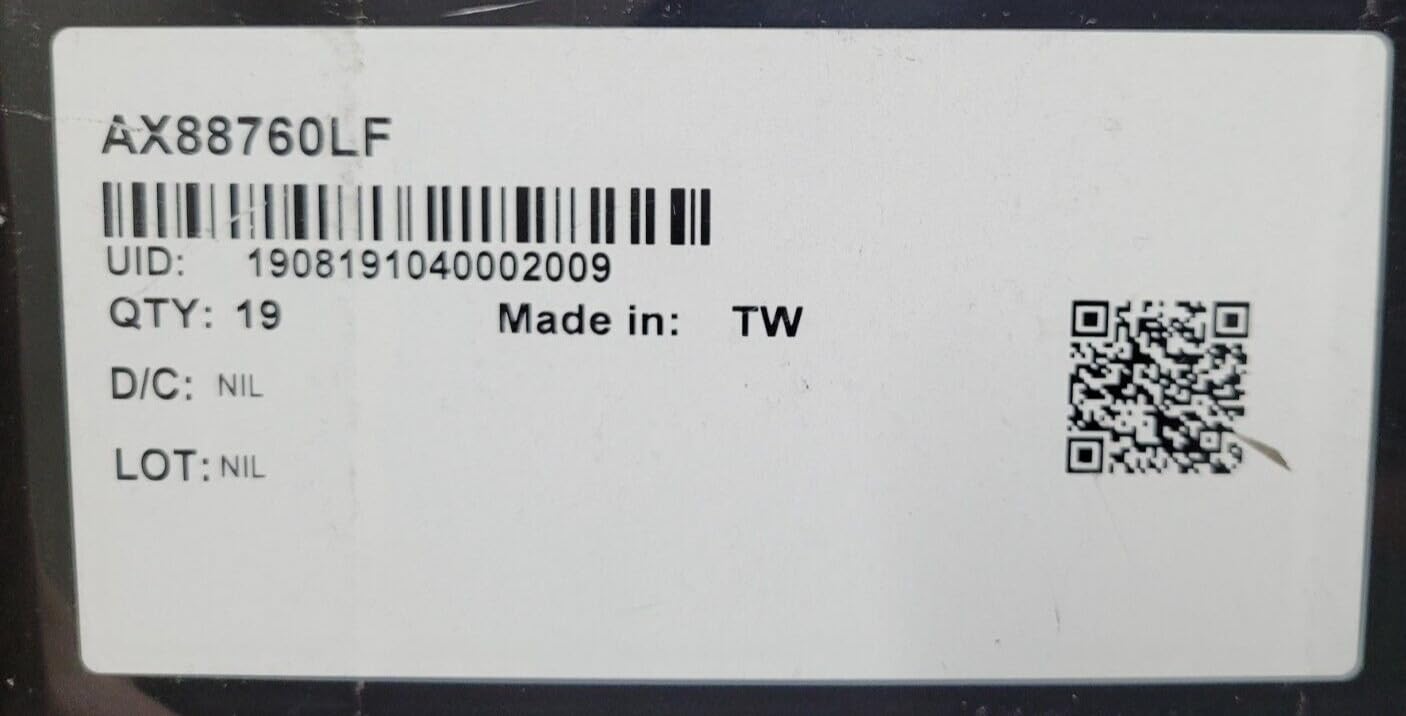 AX88760LF
UID: 1908191040002009
QTY: 19 Made in: TW
D/C: NIL
LOT: NIL